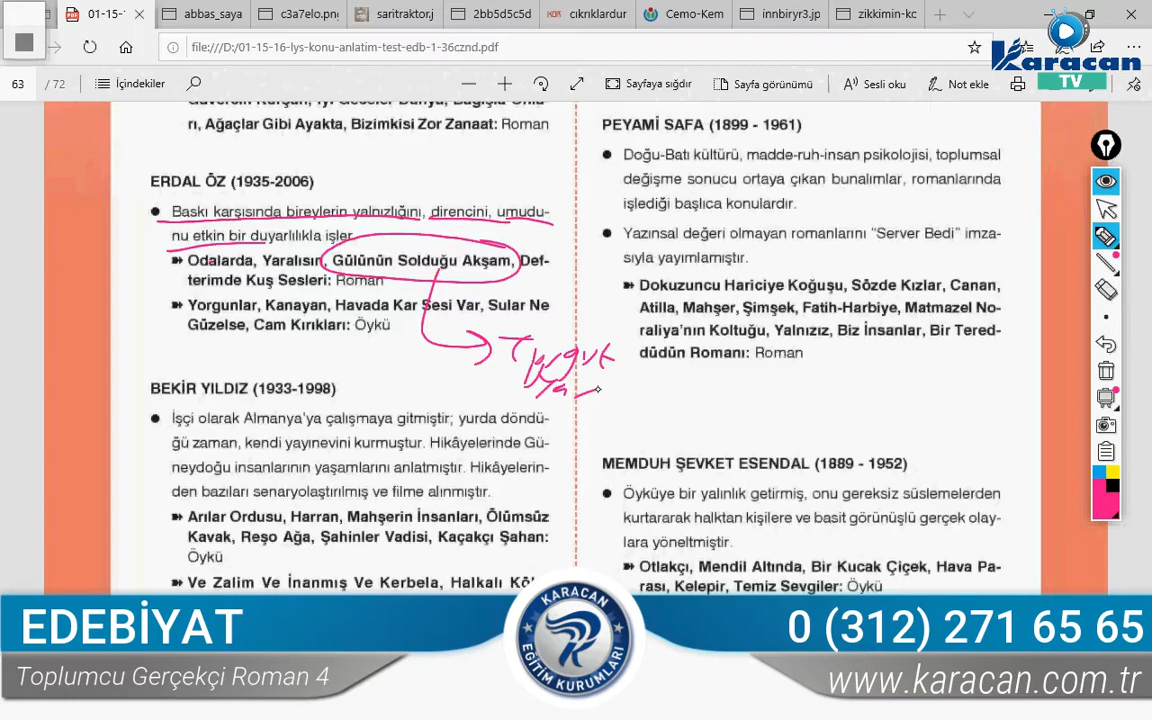 01-15-
abbas_saya
c3a7elo.pnç
saritraktor.j
2bb5d5c5d
cıkrıklardur
Cemo-Kem
innbiryr3.jp
zikkimin-kc
file:///D:/01-15-16-lys-konu-anlatim-test-edb-1-36cznd.pdf
Karacan
TV
63 / 72
İçindekiler
Sayfaya sığdır
Sayfa görünümü
Sesli oku
Not ekle
Güvercin Kurşun, İyi Geceler Dünya, Bağışla Onla-
rı, Ağaçlar Gibi Ayakta, Bizimkisi Zor Zanaat: Roman
ERDAL ÖZ (1935-2006)
● Baskı karşısında bireylerin yalnızlığını, direncini, umudu-
nu etkin bir duyarlılıkla işler.
➽ Odalarda, Yaralısın, Gülünün Solduğu Akşam, Def-
terimde Kuş Sesleri: Roman
➽ Yorgunlar, Kanayan, Havada Kar Sesi Var, Sular Ne
Güzelse, Cam Kırıkları: Öykü
Turgut
BEKİR YILDIZ (1933-1998)
● İşçi olarak Almanya'ya çalışmaya gitmiştir; yurda döndü-
ğü zaman, kendi yayınevini kurmuştur. Hikâyelerinde Gü-
neydoğu insanlarının yaşamlarını anlatmıştır. Hikâyelerin-
den bazıları senaryolaştırılmış ve filme alınmıştır.
➽ Arılar Ordusu, Harran, Mahşerin İnsanları, Ölümsüz
Kavak, Reşo Ağa, Şahinler Vadisi, Kaçakçı Şahan:
Öykü
➽ Ve Zalim Ve İnanmış Ve Kerbela, Halkalı Köle
PEYAMİ SAFA (1899 - 1961)
● Doğu-Batı kültürü, madde-ruh-insan psikolojisi, toplumsal
değişme sonucu ortaya çıkan bunalımlar, romanlarında
işlediği başlıca konulardır.
● Yazınsal değeri olmayan romanlarını "Server Bedi" imza-
sıyla yayımlamıştır.
➽ Dokuzuncu Hariciye Koğuşu, Sözde Kızlar, Canan,
Atilla, Mahşer, Şimşek, Fatih-Harbiye, Matmazel No-
raliya'nın Koltuğu, Yalnızız, Biz İnsanlar, Bir Tered-
düdün Romanı: Roman
MEMDUH ŞEVKET ESENDAL (1889 - 1952)
● Öyküye bir yalınlık getirmiş, onu gereksiz süslemelerden
kurtararak halktan kişilere ve basit görünüşlü gerçek olay-
lara yöneltmiştir.
➽ Otlakçı, Mendil Altında, Bir Kucak Çiçek, Hava Pa-
rası, Kelepir, Temiz Sevgiler: Öykü
EDEBİYAT
Toplumcu Gerçekçi Roman 4
KARACAN
EĞİTİM KURUMLARI
0 (312) 271 65 65
www.karacan.com.tr